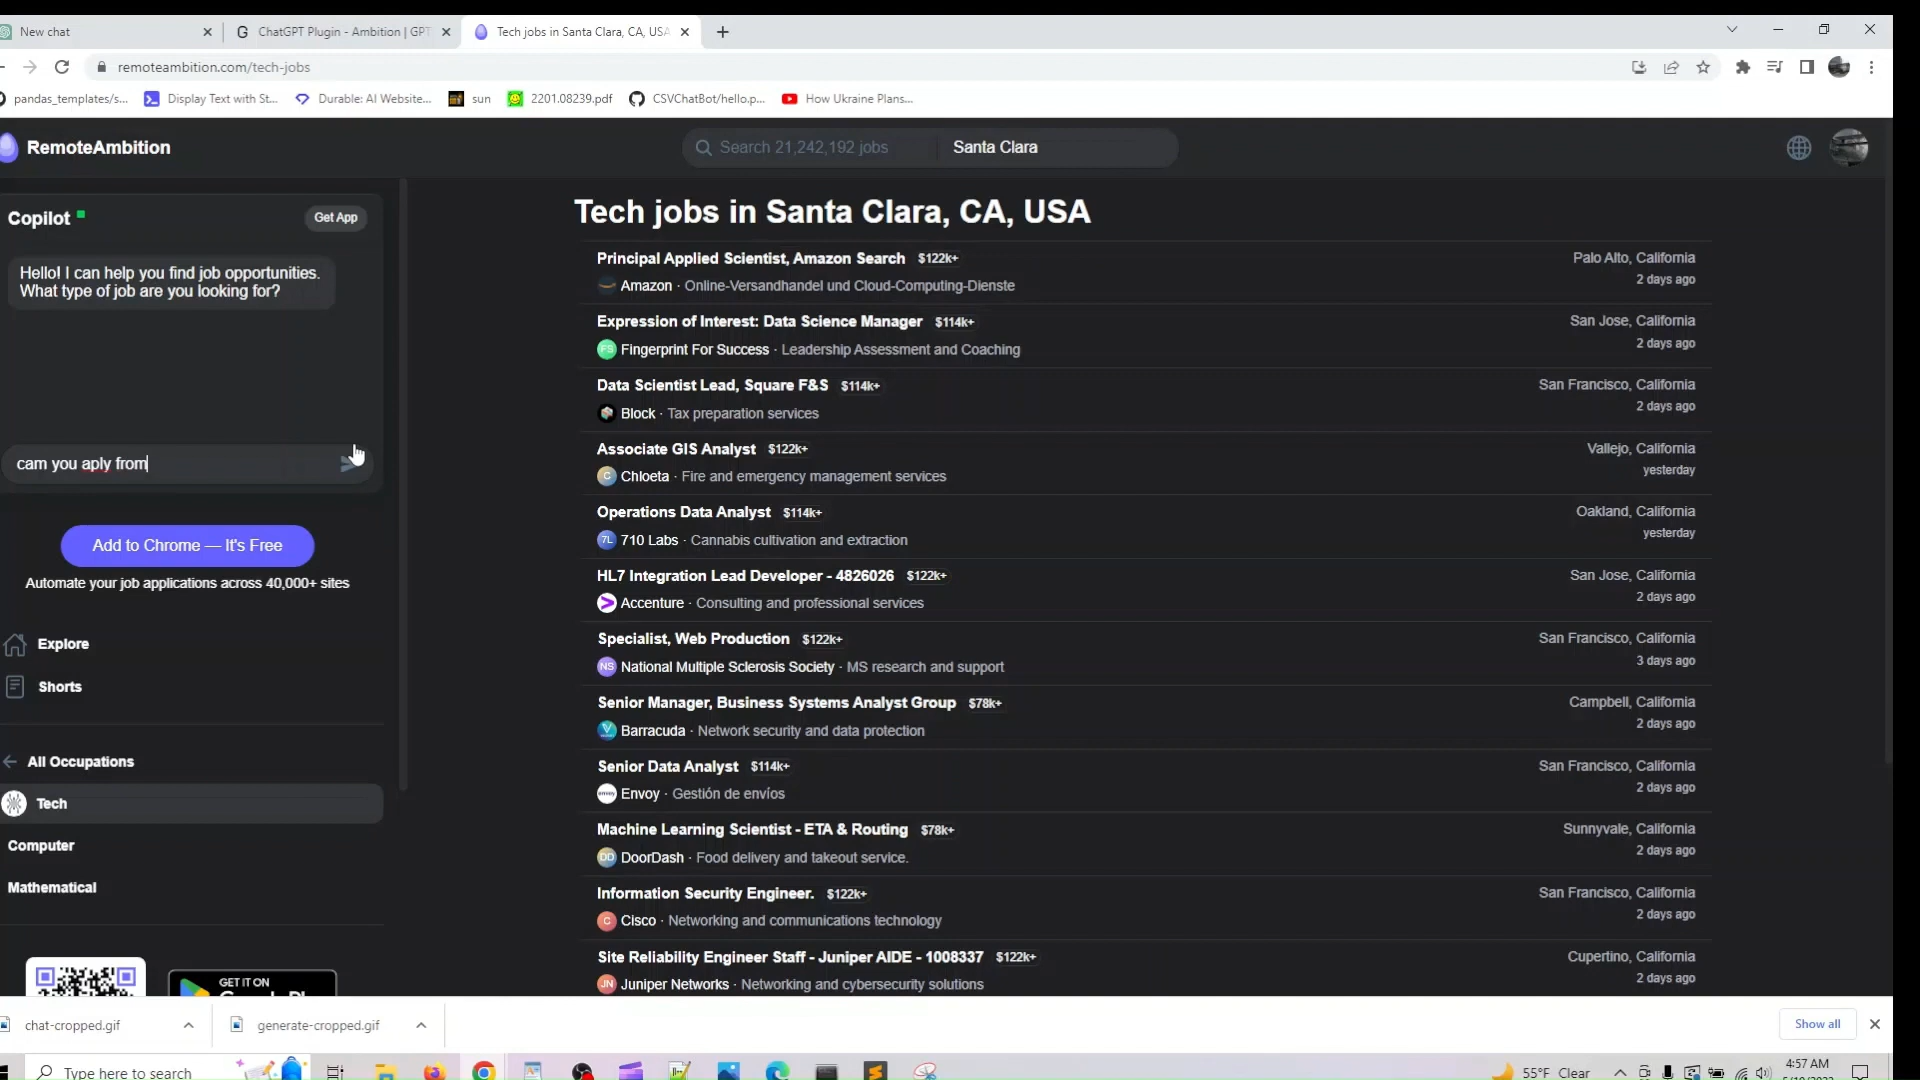 New chat
ChatGPT Plugin - Ambition | GPT
Tech jobs in Santa Clara, CA, USA
remoteambition.com/tech-jobs
pandas_templates/s...
Display Text with St...
Durable: AI Website...
sun
2201.08239.pdf
CSVChatBot/hello.p...
How Ukraine Plans...
RemoteAmbition
Search 21,242,192 jobs
Santa Clara
Copilot
Get App
Hello! I can help you find job opportunities.
What type of job are you looking for?
cam you aply from
Add to Chrome — It's Free
Automate your job applications across 40,000+ sites
Explore
Shorts
All Occupations
Tech
Computer
Mathematical
GET IT ON
Tech jobs in Santa Clara, CA, USA
Principal Applied Scientist, Amazon Search $122k+
Palo Alto, California
Amazon · Online-Versandhandel und Cloud-Computing-Dienste
2 days ago
Expression of Interest: Data Science Manager $114k+
San Jose, California
FS Fingerprint For Success · Leadership Assessment and Coaching
2 days ago
Data Scientist Lead, Square F&S $114k+
San Francisco, California
Block · Tax preparation services
2 days ago
Associate GIS Analyst $122k+
Vallejo, California
C Chloeta · Fire and emergency management services
yesterday
Operations Data Analyst $114k+
Oakland, California
7L 710 Labs · Cannabis cultivation and extraction
yesterday
HL7 Integration Lead Developer - 4826026 $122k+
San Jose, California
Accenture · Consulting and professional services
2 days ago
Specialist, Web Production $122k+
San Francisco, California
NS National Multiple Sclerosis Society · MS research and support
3 days ago
Senior Manager, Business Systems Analyst Group $78k+
Campbell, California
Barracuda · Network security and data protection
2 days ago
Senior Data Analyst $114k+
San Francisco, California
envoy Envoy · Gestión de envíos
2 days ago
Machine Learning Scientist - ETA & Routing $78k+
Sunnyvale, California
DD DoorDash · Food delivery and takeout service.
2 days ago
Information Security Engineer. $122k+
San Francisco, California
C Cisco · Networking and communications technology
2 days ago
Site Reliability Engineer Staff - Juniper AIDE - 1008337 $122k+
Cupertino, California
JN Juniper Networks · Networking and cybersecurity solutions
2 days ago
chat-cropped.gif
generate-cropped.gif
Show all
Type here to search
55°F Clear
4:57 AM